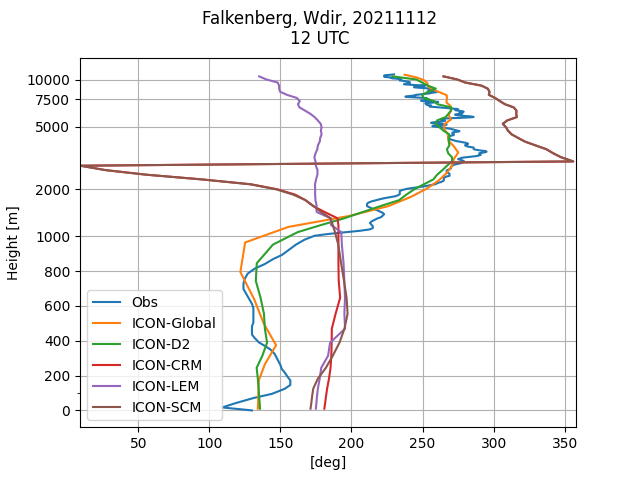 Falkenberg, Wdir, 20211112
12 UTC
10000
7500
5000
2000
1000
800
600
400
200
0
Height [m]
Obs
ICON-Global
ICON-D2
ICON-CRM
ICON-LEM
ICON-SCM
50 100 150 200 250 300 350
[deg]